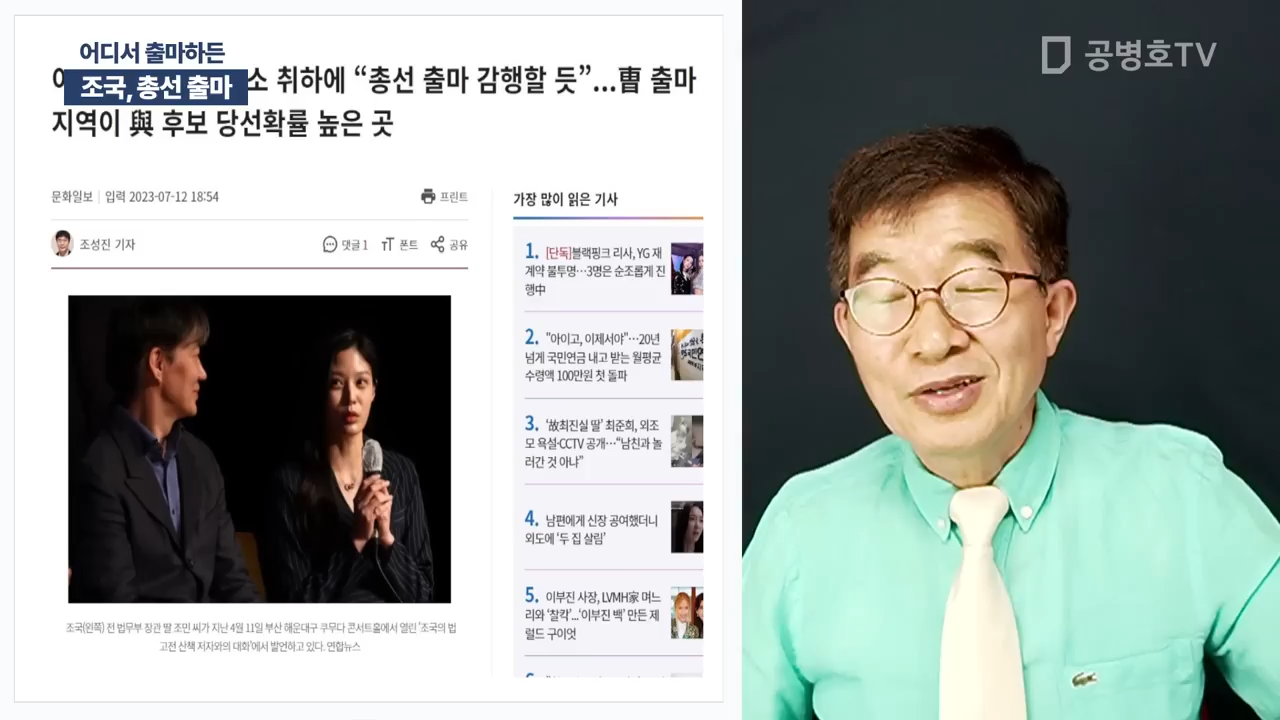 어디서 출마하든
조국, 총선 출마
소 취하에 “총선 출마 감행할 듯”...曺 출마
지역이 與 후보 당선확률 높은 곳
문화일보 | 입력 2023-07-12 18:54
프린트
조성진 기자
댓글 1
폰트
공유
조국(왼쪽) 전 법무부 장관 딸 조민 씨가 지난 4월 11일 부산 해운대구 쿠무다 콘서트홀에서 열린 '조국의 법
고전 산책 저자와의 대화'에서 발언하고 있다. 연합뉴스
가장 많이 읽은 기사
1. [단독]블랙핑크 리사, YG 재
계약 불투명…3명은 순조롭게 진
행中
2. "아이고, 이제서야"…20년
넘게 국민연금 내고 받는 월평균
수령액 100만원 첫 돌파
3. ‘故최진실 딸’ 최준희, 외조
모 욕설·CCTV 공개…“남친과 놀
러간 것 아냐”
4. 남편에게 신장 공여했더니
외도에 ‘두 집 살림’
5. 이부진 사장, LVMH家 며느
리와 ‘찰칵’…‘이부진 백’ 만든 제
럴드 구이엇
공병호TV